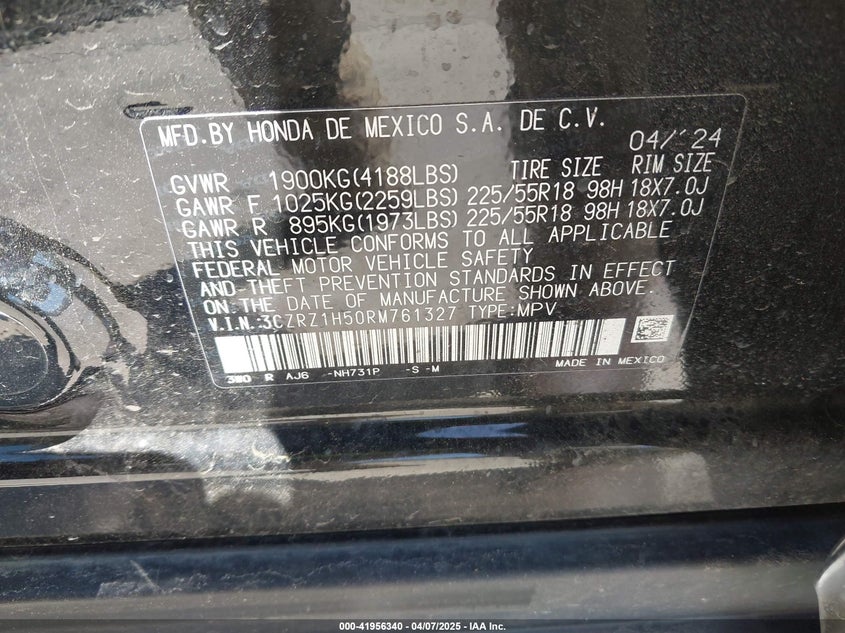 MFD.BY HONDA DE MEXICO S.A. DE C.V. 04/'24
GVWR 1900KG(4188LBS) TIRE SIZE RIM SIZE
GAWR F 1025KG(2259LBS) 225/55R18 98H 18X7.0J
GAWR R 895KG(1973LBS) 225/55R18 98H 18X7.0J
THIS VEHICLE CONFORMS TO ALL APPLICABLE
FEDERAL MOTOR VEHICLE SAFETY
AND-THEFT PREVENTION STANDARDS IN EFFECT
ON THE DATE OF MANUFACTURE SHOWN ABOVE.
V.I.N.3CZRZ1H50RM761327 TYPE:MPV
R AJ6 -NH731P -S -M MADE IN MEXICO
000-41956340 - 04/07/2025 - IAA Inc.